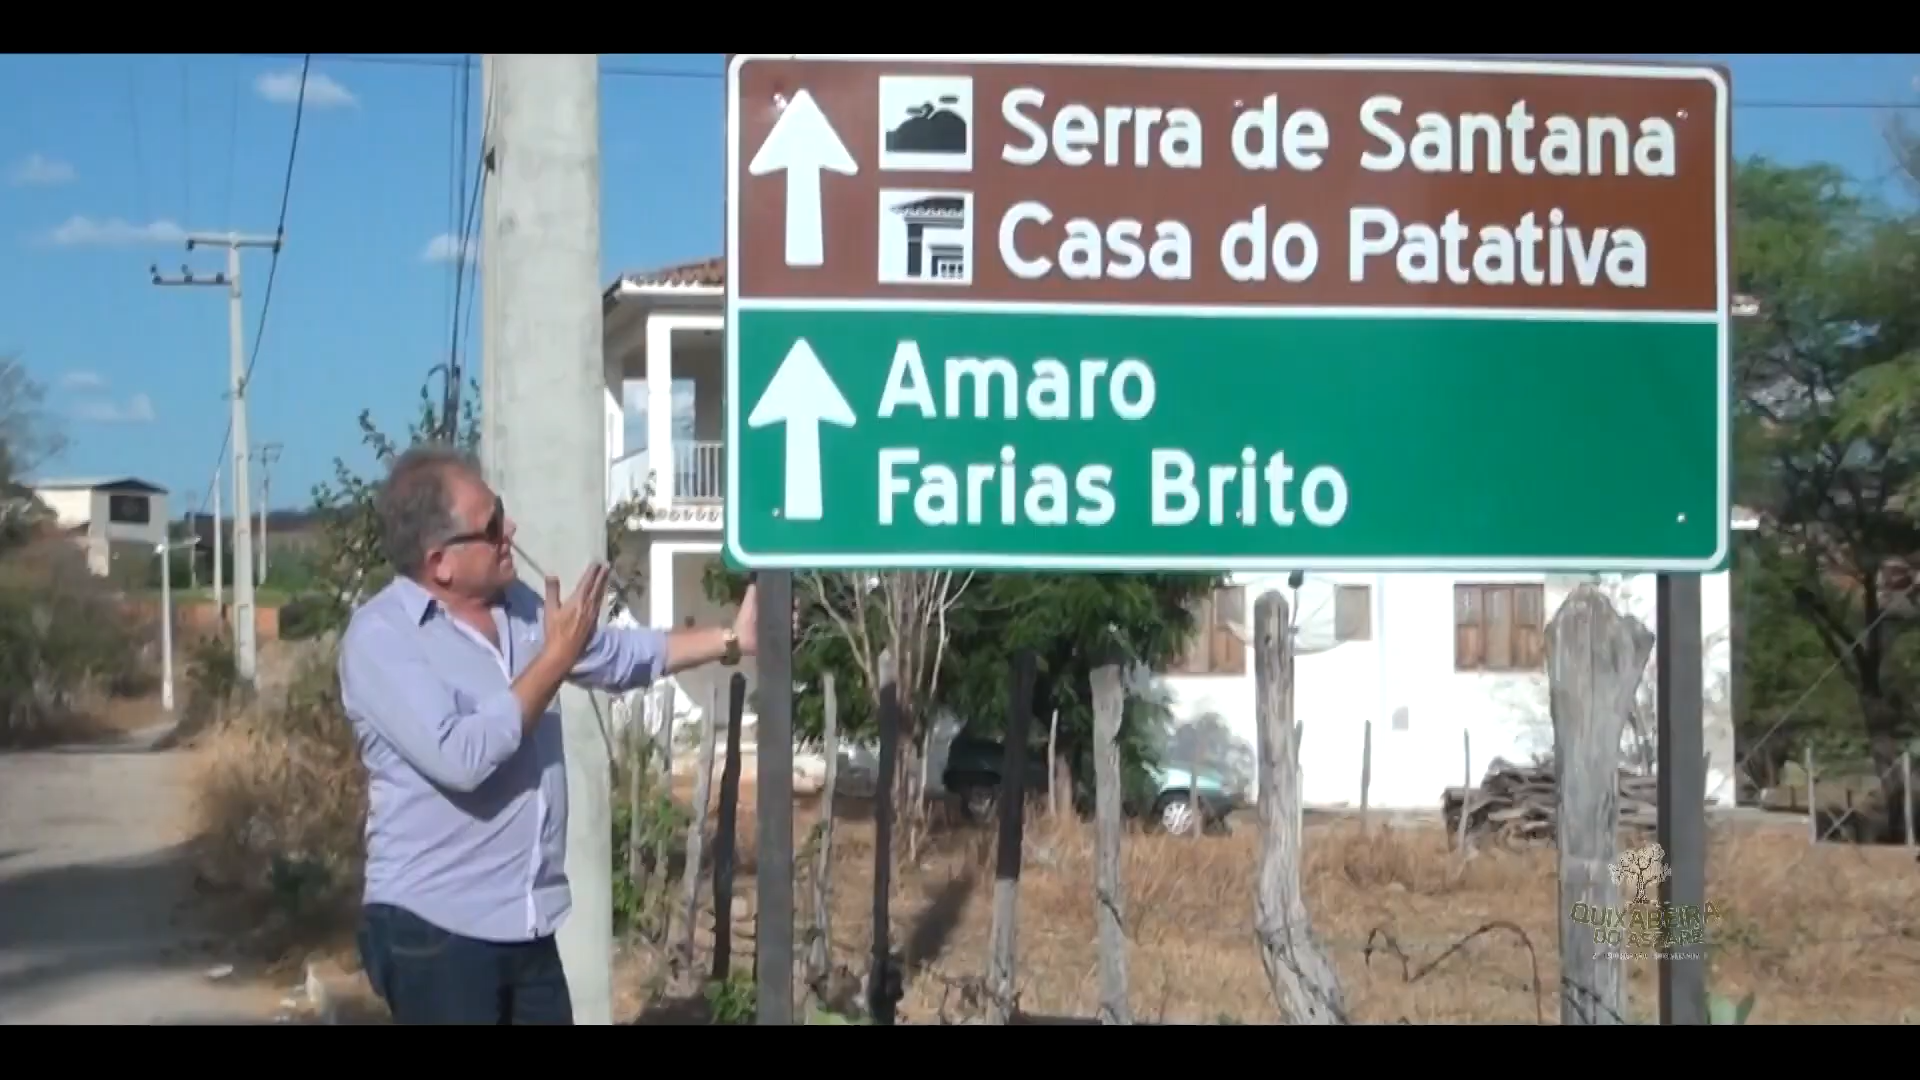 Serra de Santana
Casa do Patativa
Amaro
Farias Brito
QUIXABEIRA
DO ASSARÉ